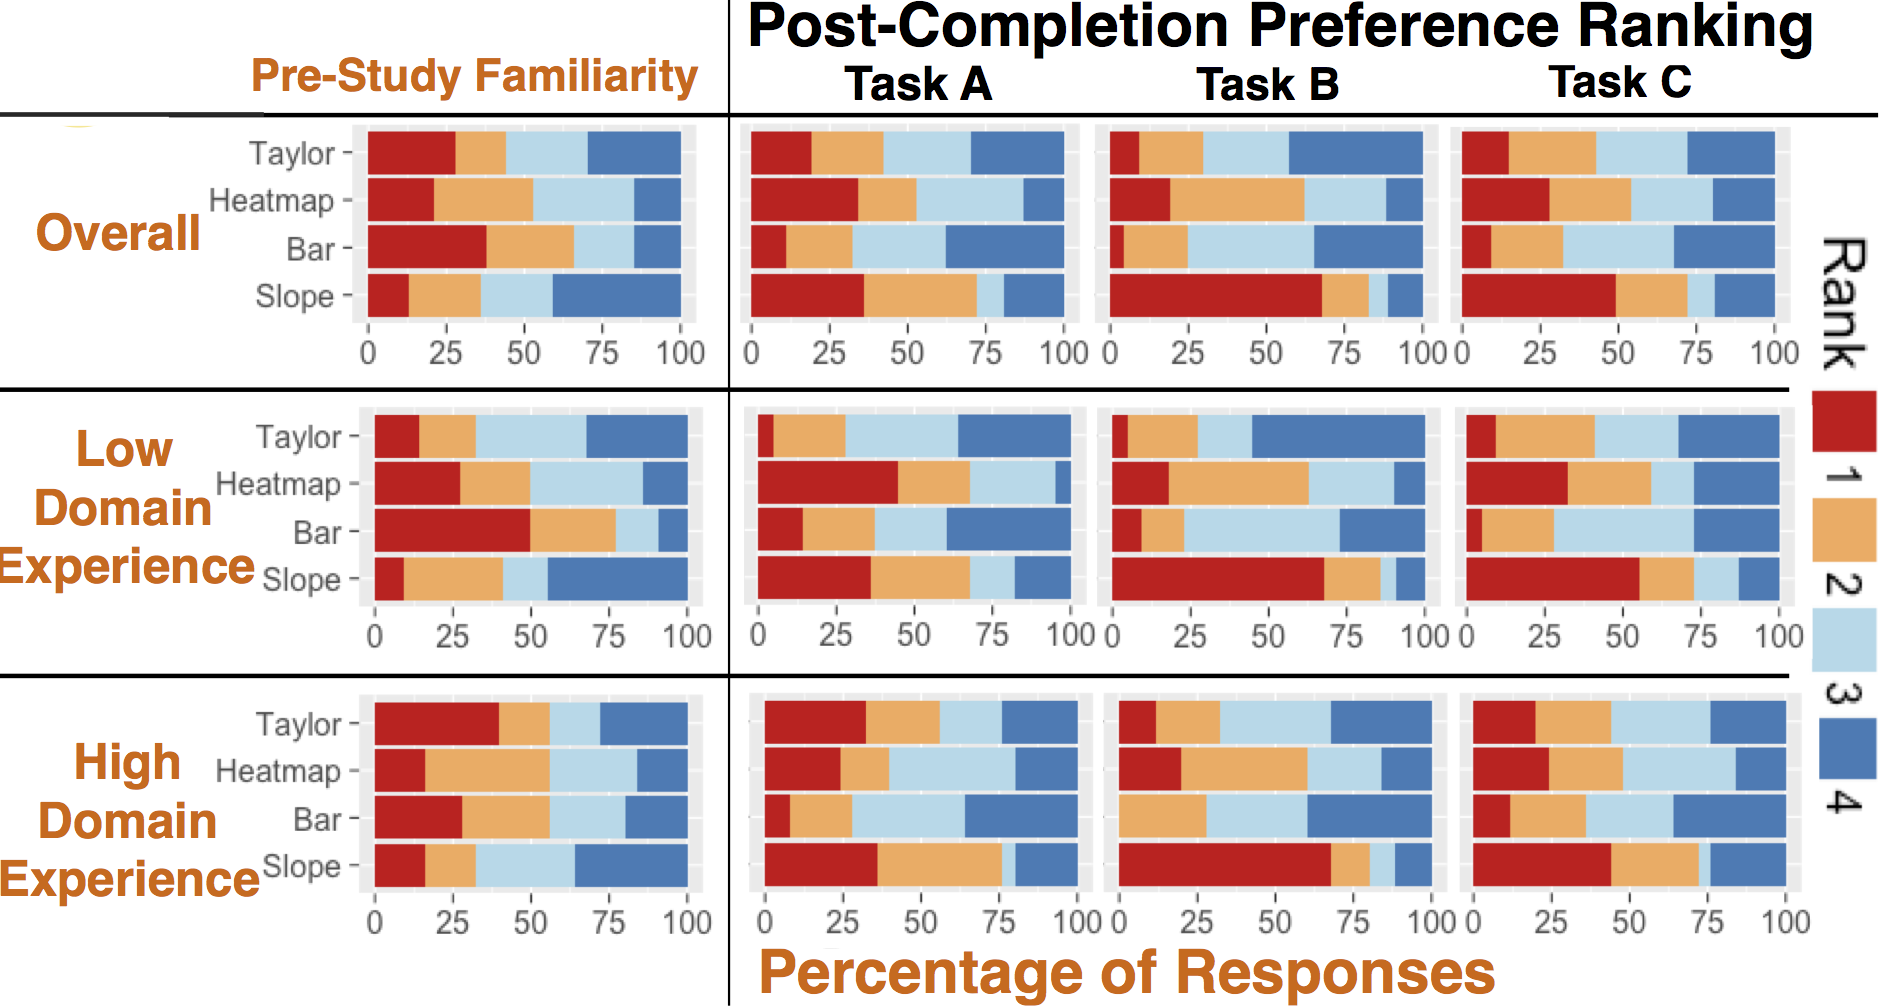 Post-Completion Preference Ranking
Pre-Study Familiarity
Task A
Task B
Task C
Overall
Taylor
Heatmap
Bar
Slope
0 25 50 75 100
0 25 50 75 100
0 25 50 75 100
0 25 50 75 100
Low
Domain
Experience
Taylor
Heatmap
Bar
Slope
0 25 50 75 100
0 25 50 75 100
0 25 50 75 100
0 25 50 75 100
High
Domain
Experience
Taylor
Heatmap
Bar
Slope
0 25 50 75 100
0 25 50 75 100
0 25 50 75 100
0 25 50 75 100
Percentage of Responses
Rank
1
2
3
4